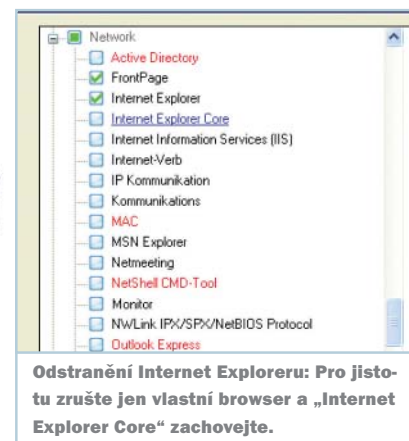 Network
Active Directory
FrontPage
Internet Explorer
Internet Explorer Core
Internet Information Services (IIS)
Internet-Verb
IP Kommunikation
Kommunikations
MAC
MSN Explorer
Netmeeting
NetShell CMD-Tool
Monitor
NWLink IPX/SPX/NetBIOS Protocol
Outlook Express
Odstranění Internet Exploreru: Pro jisto-
tu zrušte jen vlastní browser a „Internet
Explorer Core“ zachovejte.